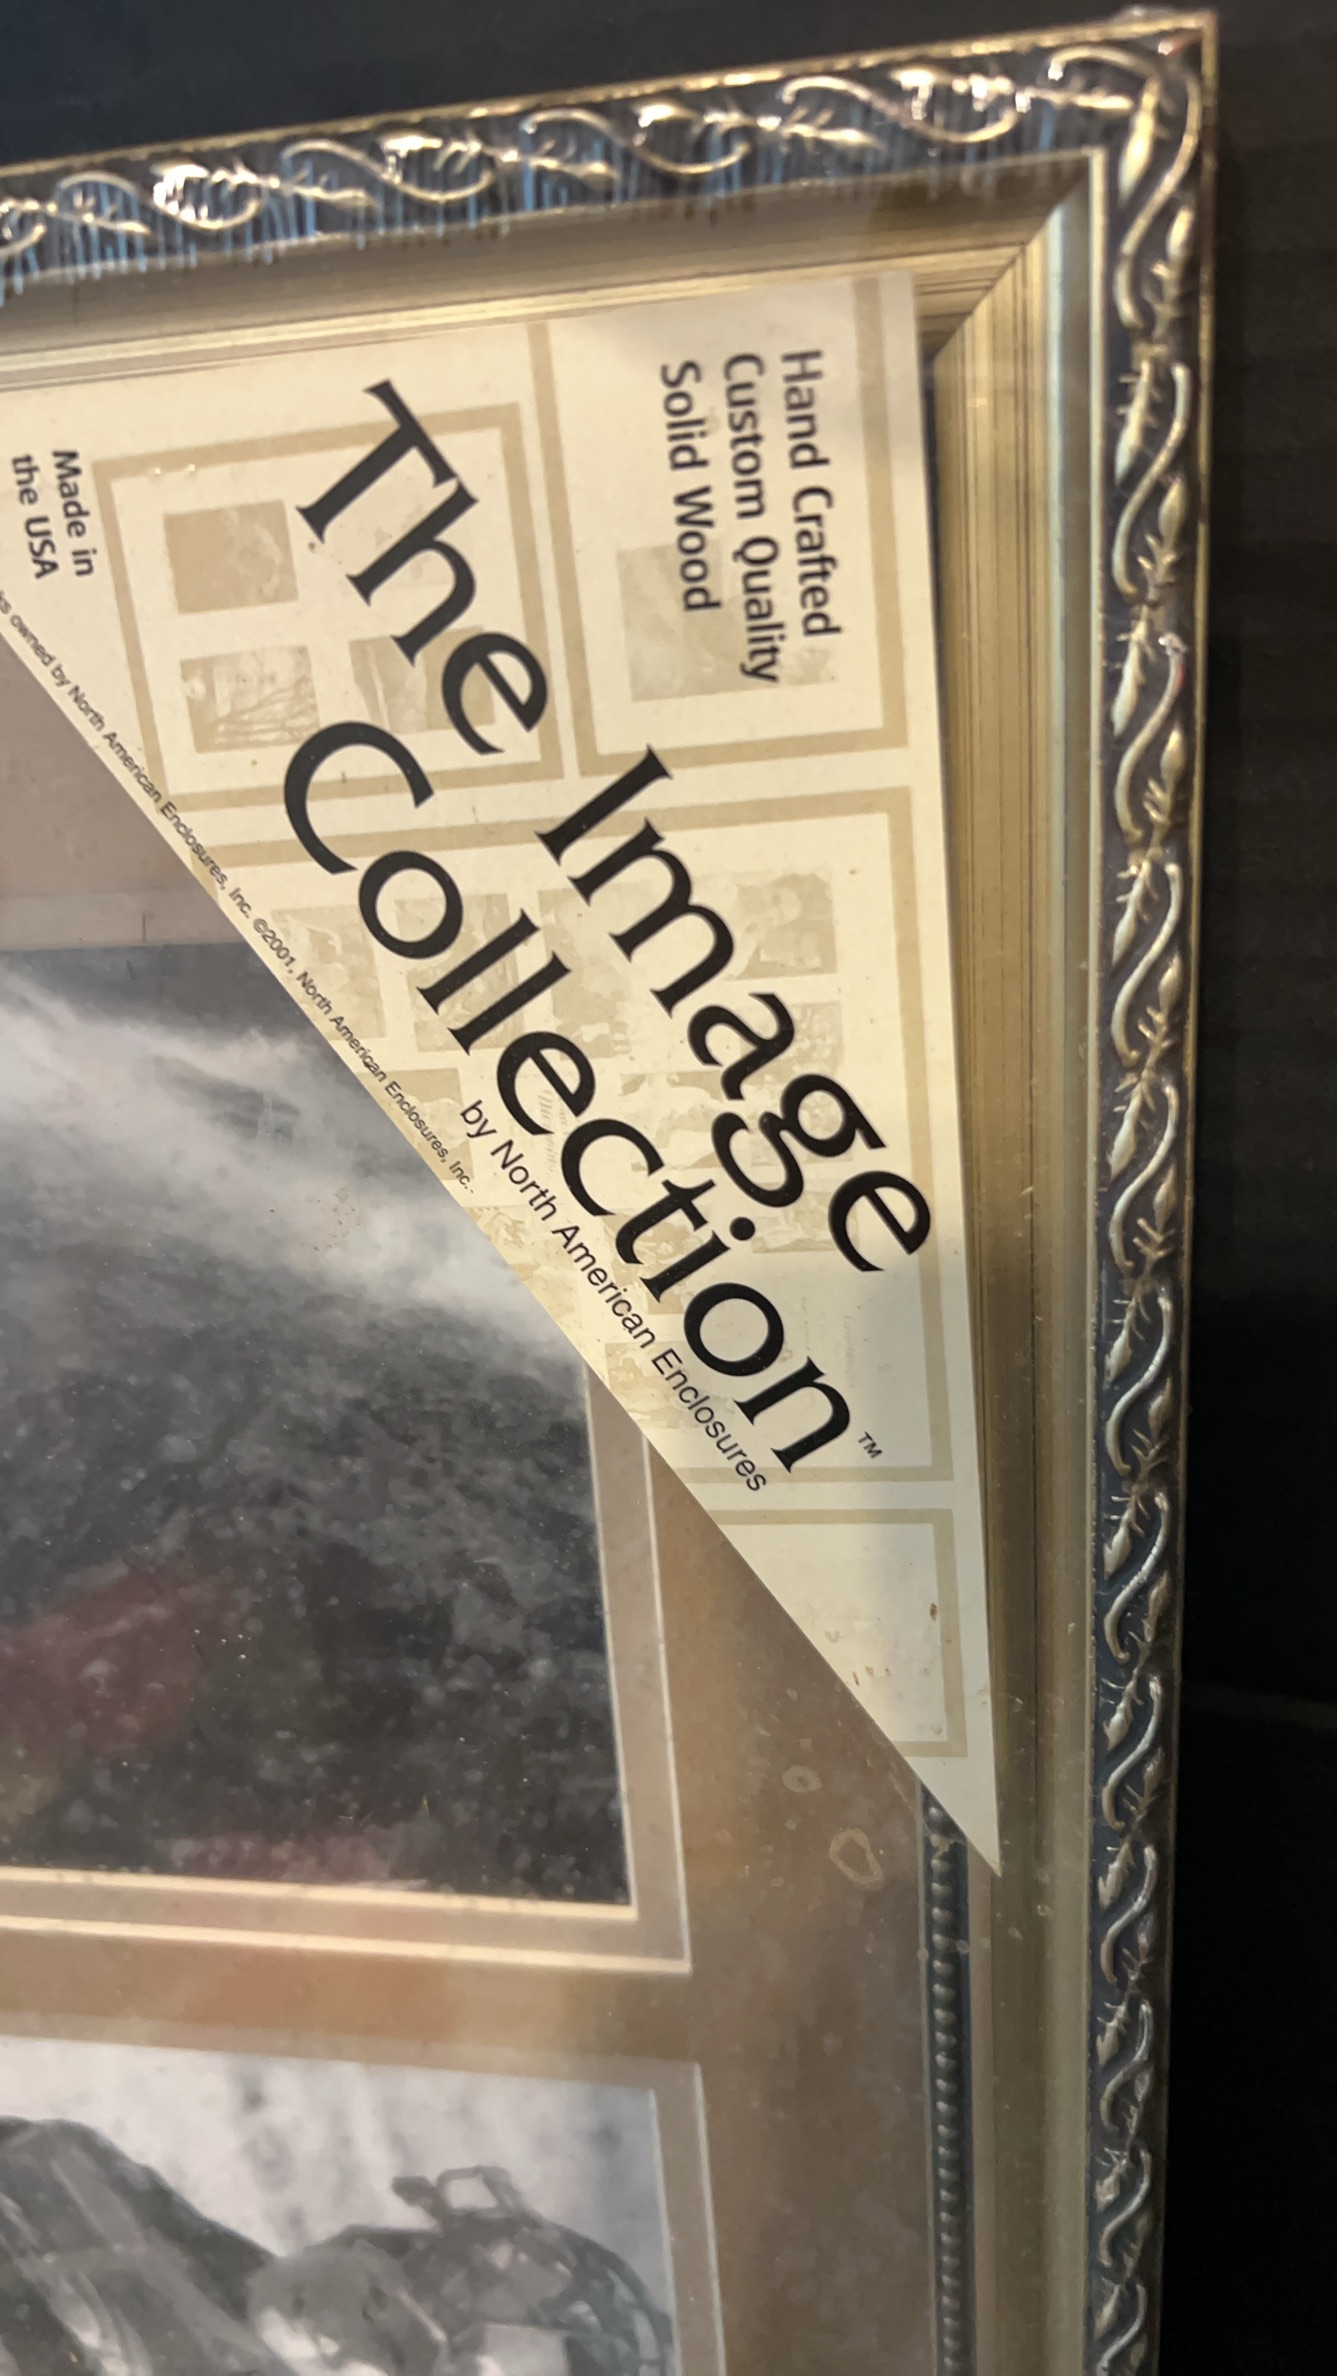 Hand Crafted
Custom Quality
Solid Wood
The Image
Collection™
by North American Enclosures
Made in
the USA
owned by North American Enclosures, Inc. ©2001, North American Enclosures, Inc.